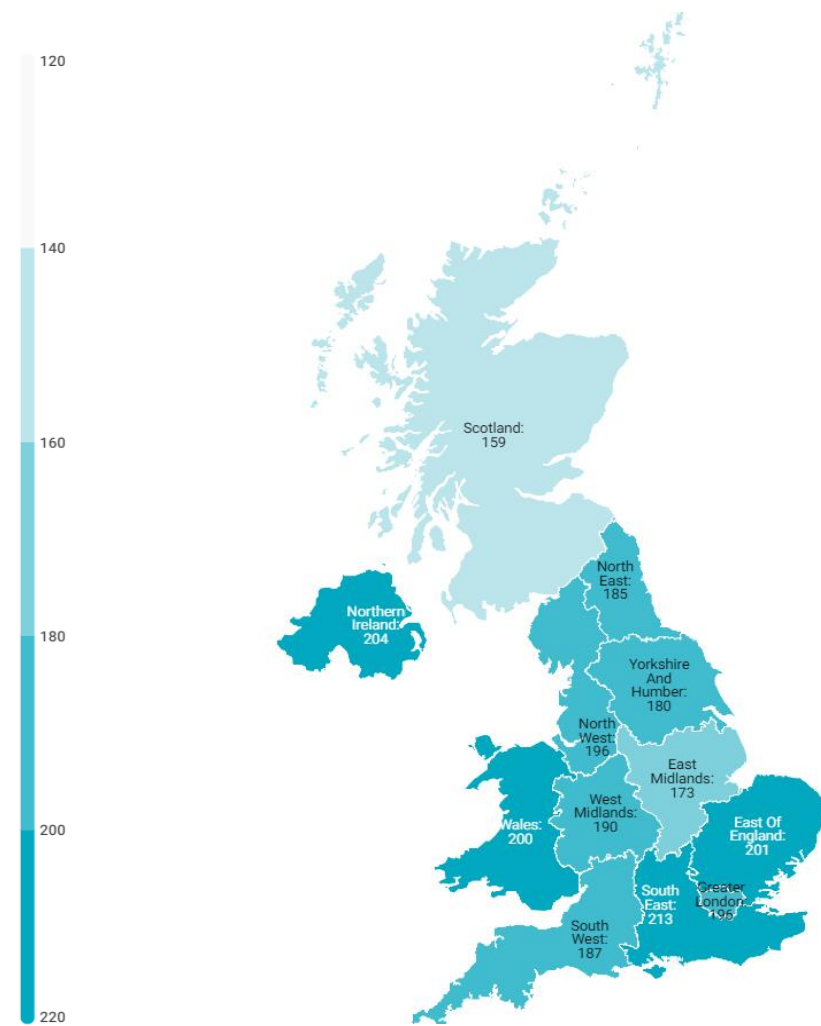 120
140
160
180
200
220
Scotland:
159
North
East:
185
Northern
Ireland:
204
Yorkshire
And
Humber:
180
North
West:
196
East
Midlands:
173
West
Midlands:
190
Wales:
200
East Of
England:
201
Greater
London:
196
South
East:
213
South
West:
187